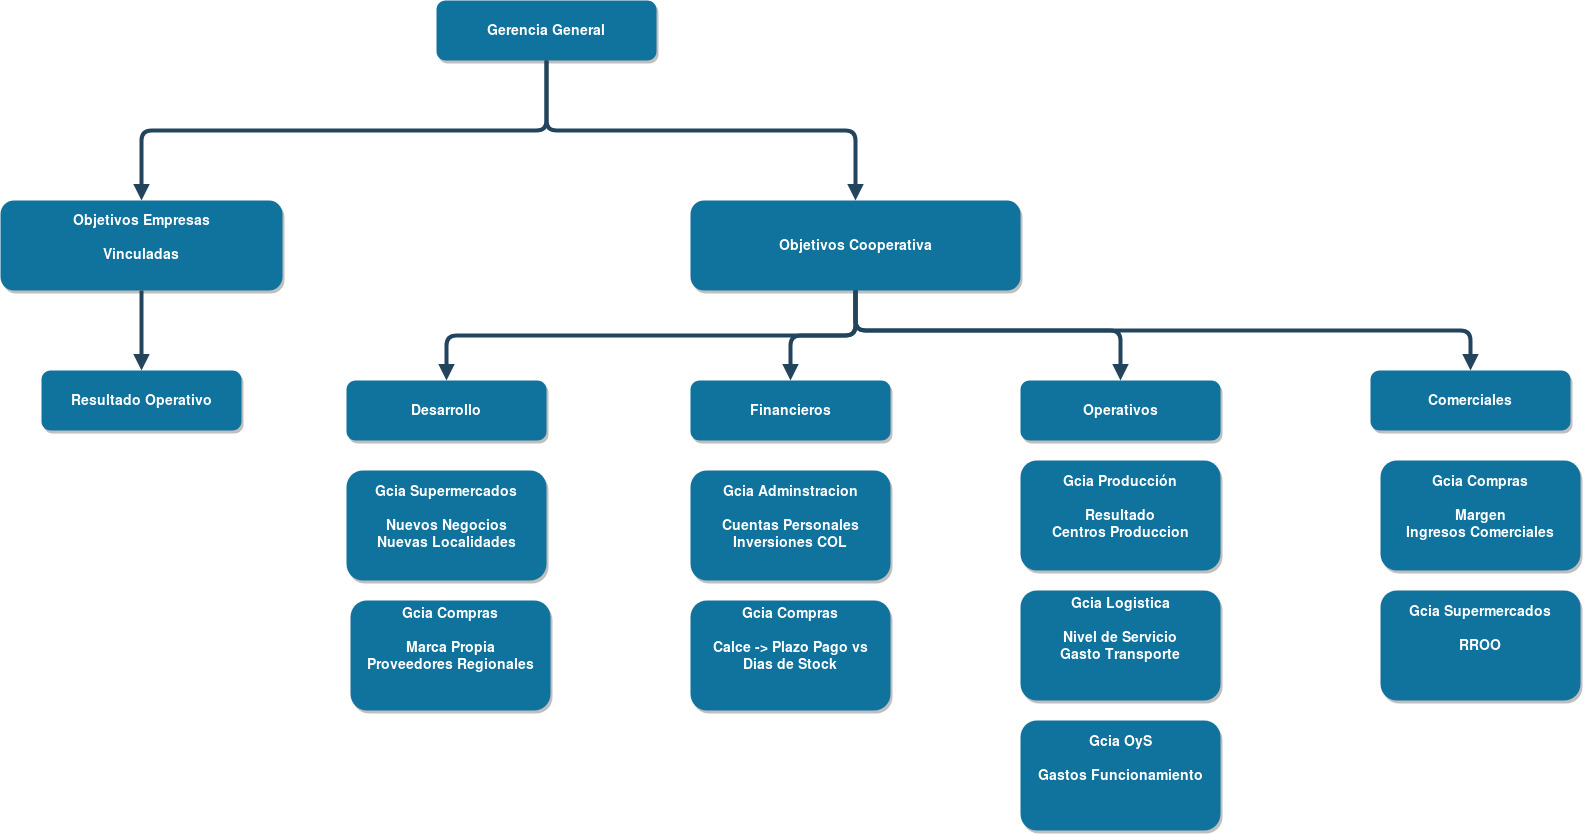 Gerencia General
Objetivos Empresas
Vinculadas
Objetivos Cooperativa
Resultado Operativo
Desarrollo
Financieros
Operativos
Comerciales
Gcia Supermercados
Nuevos Negocios
Nuevas Localidades
Gcia Adminstracion
Cuentas Personales
Inversiones COL
Gcia Producción
Resultado
Centros Produccion
Gcia Compras
Margen
Ingresos Comerciales
Gcia Compras
Marca Propia
Proveedores Regionales
Gcia Compras
Calce -> Plazo Pago vs
Dias de Stock
Gcia Logistica
Nivel de Servicio
Gasto Transporte
Gcia Supermercados
RROO
Gcia OyS
Gastos Funcionamiento